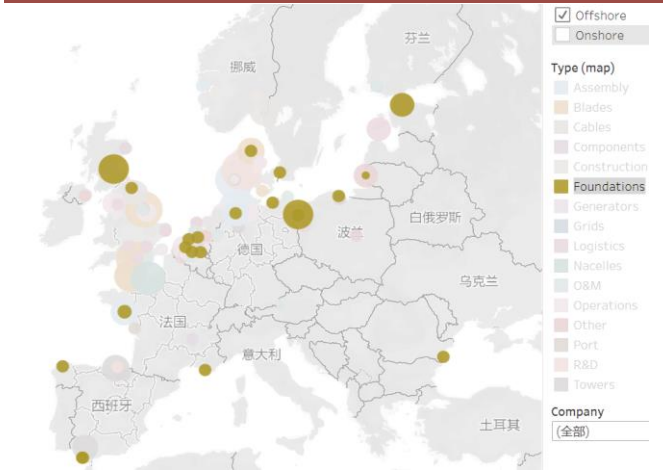 Offshore
Onshore
Type (map)
Assembly
Blades
Cables
Components
Construction
Foundations
Generators
Grids
Logistics
Nacelles
O&M
Operations
Other
Port
R&D
Towers
Company
(全部)
芬兰
挪威
白俄罗斯
波兰
德国
乌克兰
法国
意大利
西班牙
土耳其